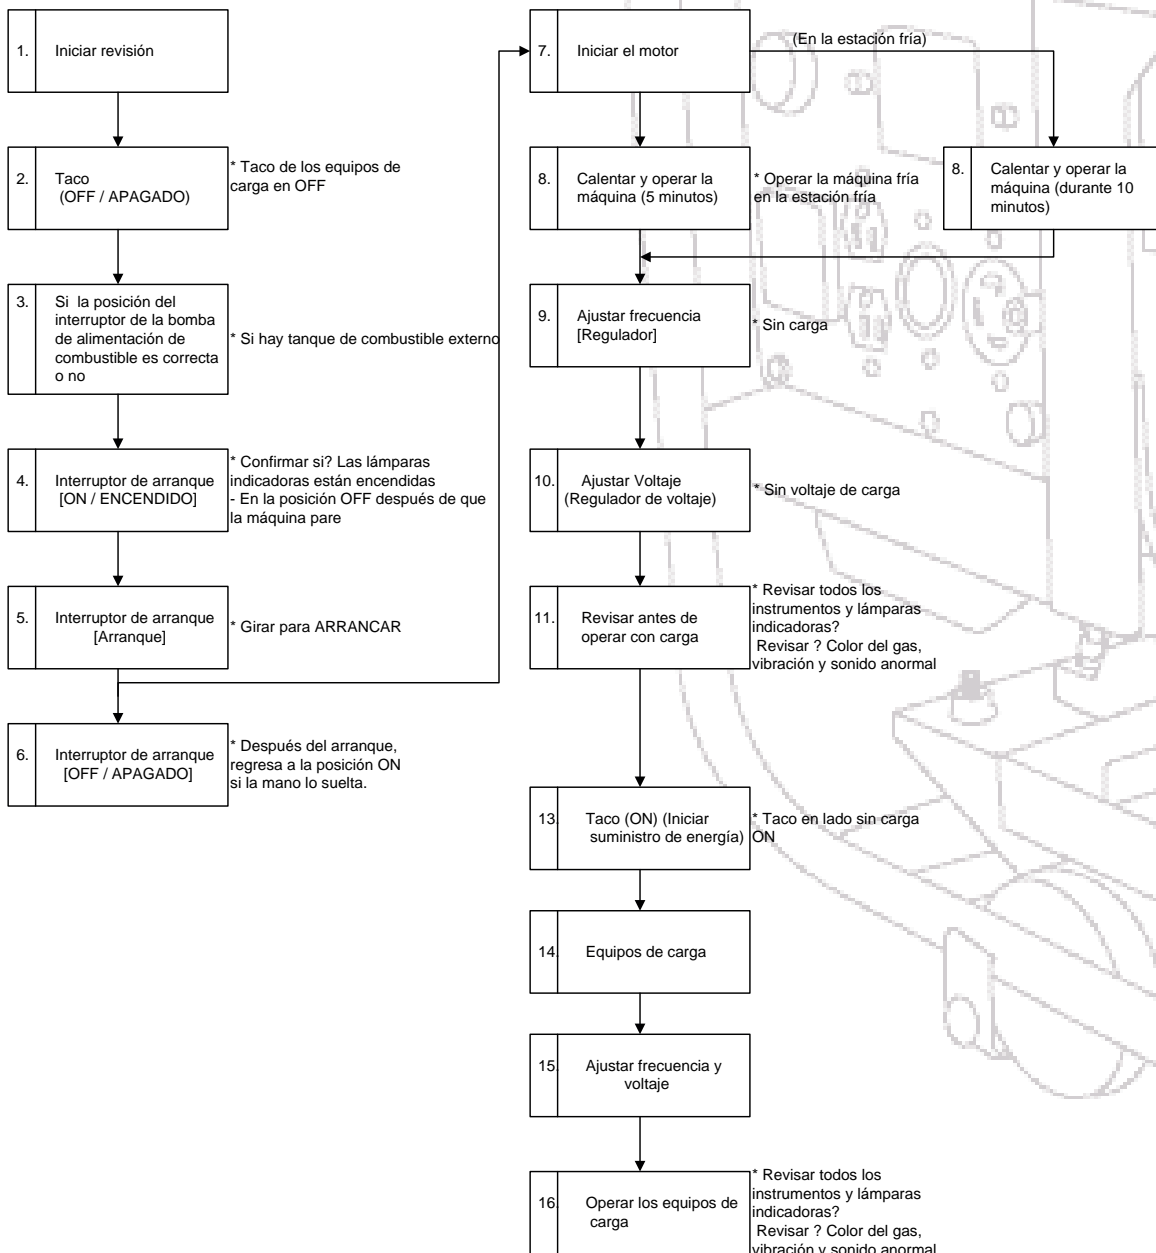 1.
Iniciar revisión
2.
Taco
(OFF / APAGADO)
* Taco de los equipos de
carga en OFF
3.
Si la posición del
interruptor de la bomba
de alimentación de
combustible es correcta
o no
* Si hay tanque de combustible externo
4.
Interruptor de arranque
[ON / ENCENDIDO]
* Confirmar si? Las lámparas
indicadoras están encendidas
- En la posición OFF después de que
la máquina pare
5.
Interruptor de arranque
[Arranque]
* Girar para ARRANCAR
6.
Interruptor de arranque
[OFF / APAGADO]
* Después del arranque,
regresa a la posición ON
si la mano lo suelta.
7.
Iniciar el motor
(En la estación fría)
8.
Calentar y operar la
máquina (5 minutos)
* Operar la máquina fría
en la estación fría
8.
Calentar y operar la
máquina (durante 10
minutos)
9.
Ajustar frecuencia
[Regulador]
* Sin carga
10.
Ajustar Voltaje
(Regulador de voltaje)
* Sin voltaje de carga
11.
Revisar antes de
operar con carga
* Revisar todos los
instrumentos y lámparas
indicadoras?
Revisar ? Color del gas,
vibración y sonido anormal
13.
Taco (ON) (Iniciar
suministro de energía)
* Taco en lado sin carga
ON
14.
Equipos de carga
15.
Ajustar frecuencia y
voltaje
16.
Operar los equipos de
carga
* Revisar todos los
instrumentos y lámparas
indicadoras?
Revisar ? Color del gas,
vibración y sonido anormal